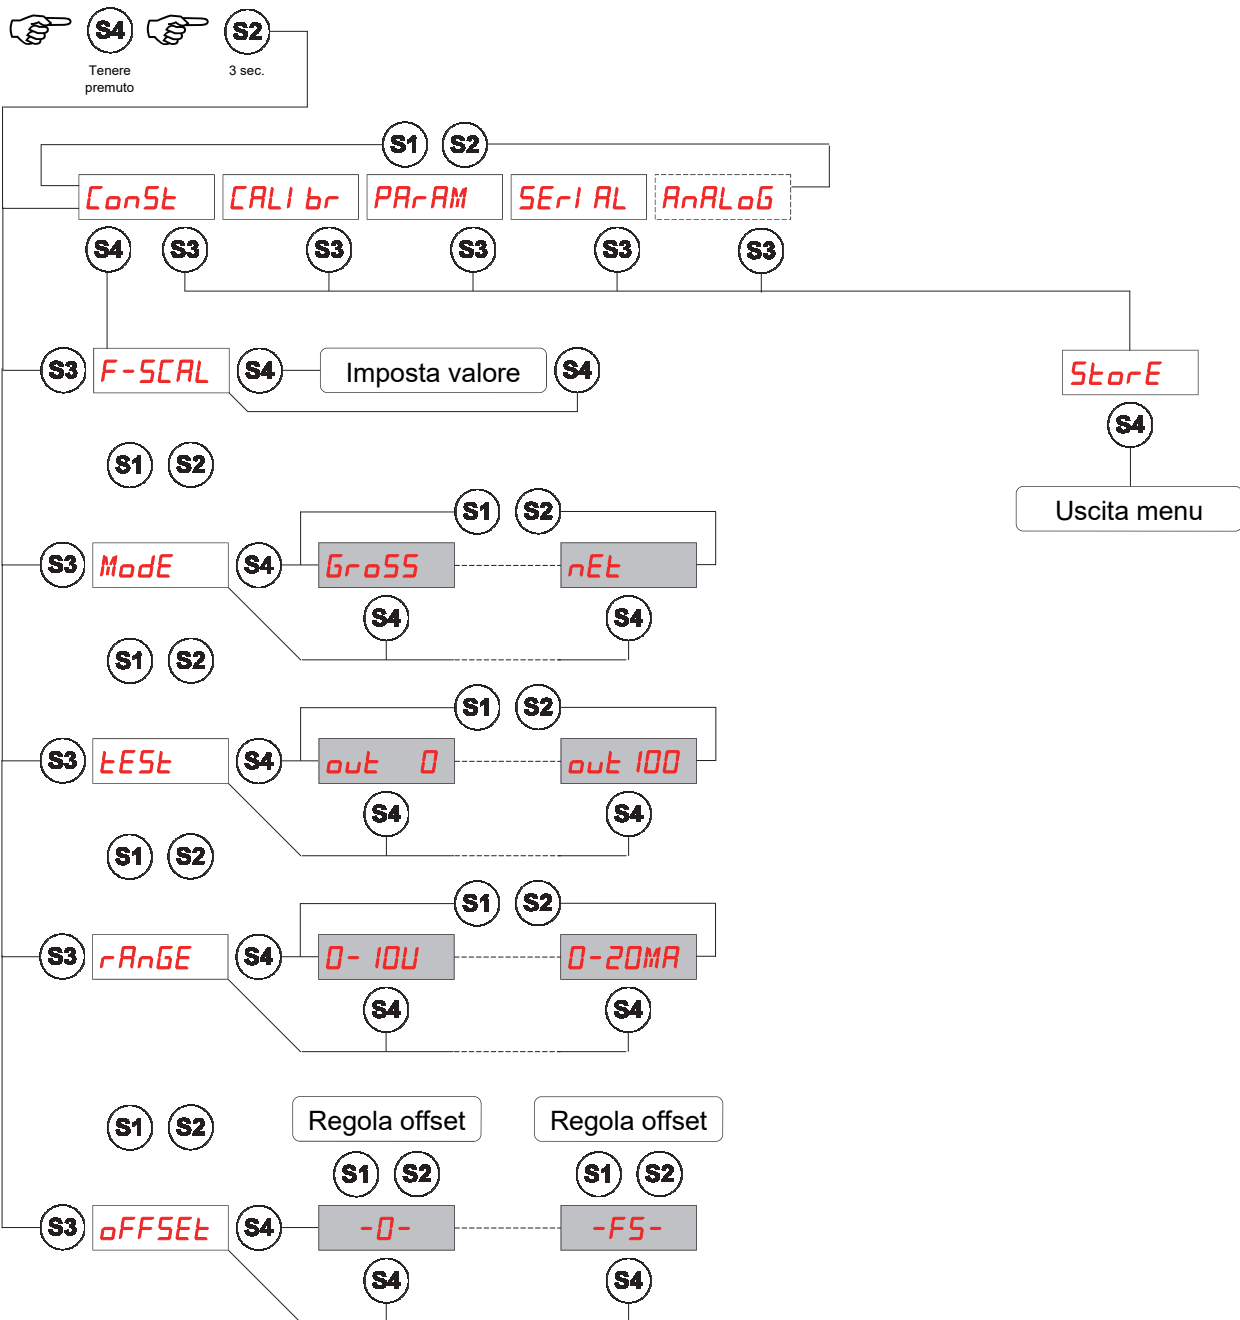 S4 S2
Tenere
premuto
3 sec.
S1 S2
ConSt CALIbr PArAM SErIAL AnALoG
S4 S3 S3 S3 S3 S3
S3 F-SCAL S4 Imposta valore S4
StorE
S4
Uscita menu
S1 S2
S1 S2
S3 ModE S4 GroSS nEt
S4 S4
S1 S2
S1 S2
S3 tESt S4 out 0 out 100
S4 S4
S1 S2
S1 S2
S3 rAnGE S4 0-10U 0-20MA
S4 S4
Regola offset Regola offset
S1 S2
S1 S2 S1 S2
S3 oFFSEt S4 -0- -FS-
S4 S4